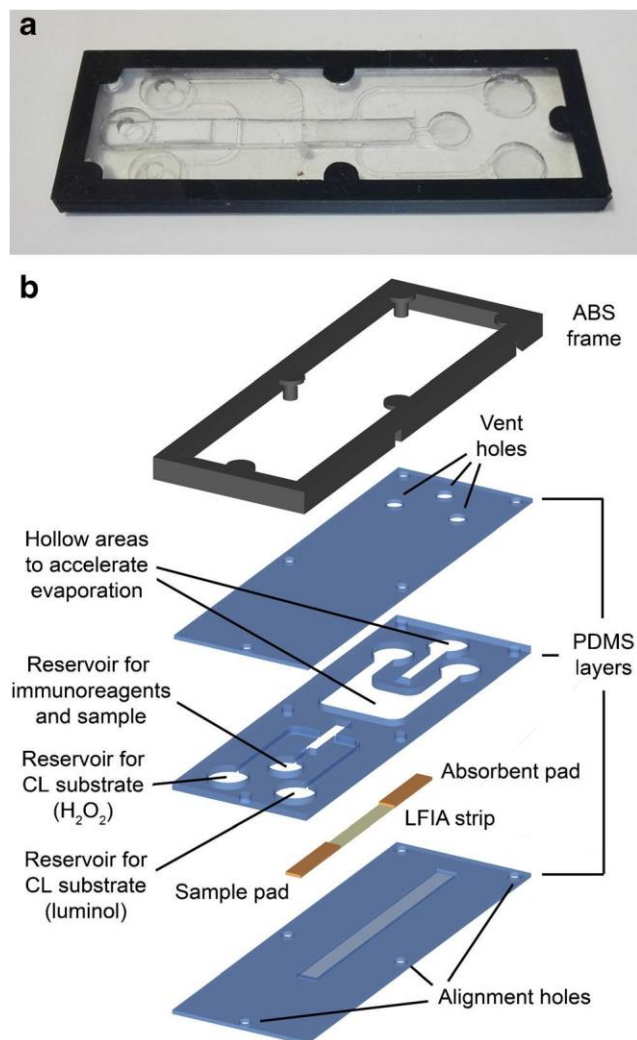 a
b
ABS
frame
Vent
holes
Hollow areas
to accelerate
evaporation
Reservoir for
immunoreagents
and sample
PDMS
layers
Reservoir for
CL substrate
(H₂O₂)
Absorbent pad
LFIA strip
Reservoir for
CL substrate
(luminol)
Sample pad
Alignment holes